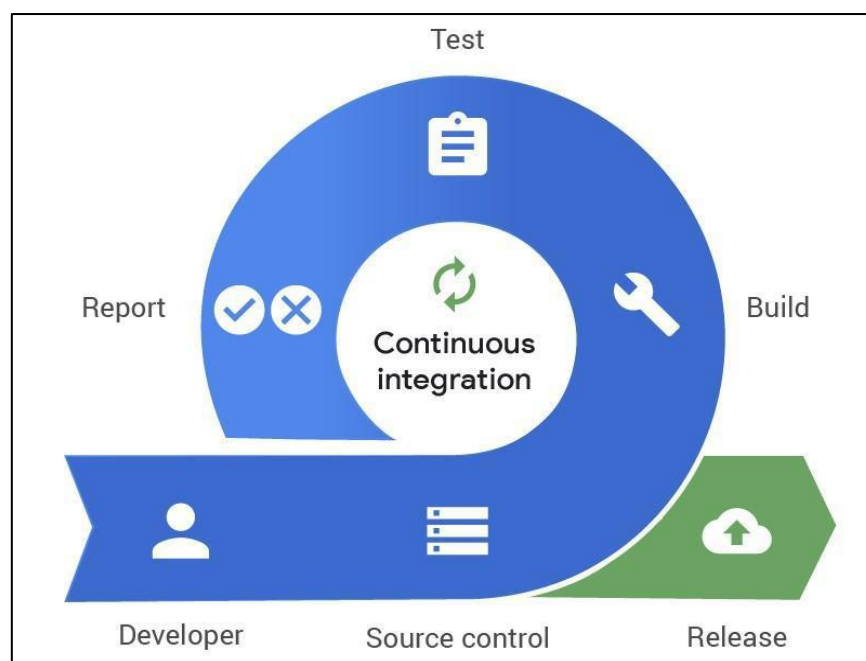 Test
Report
Continuous
integration
Build
Developer
Source control
Release